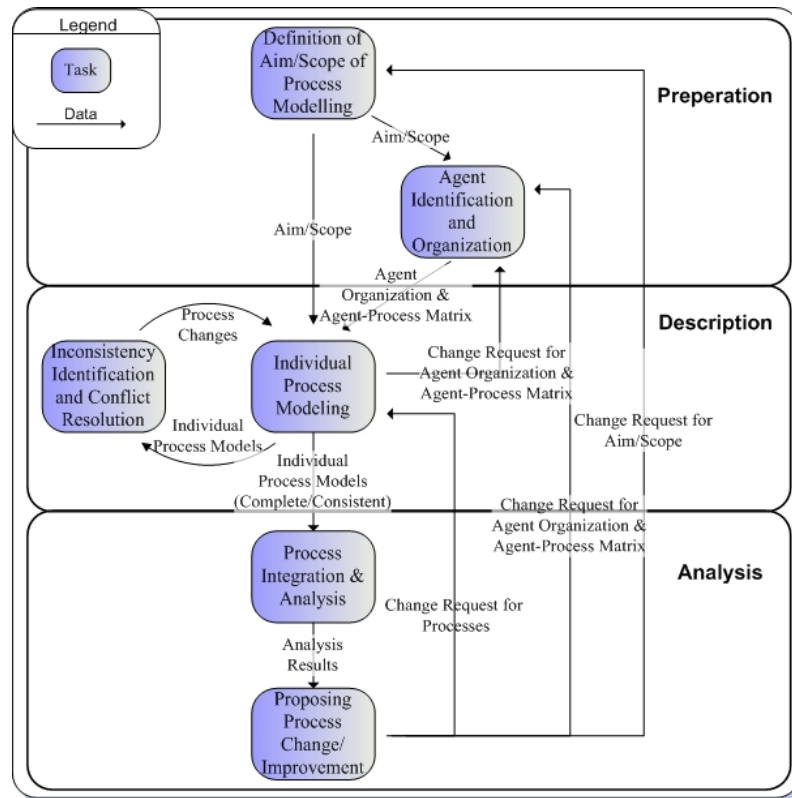 Legend
Task
Data
Definition of
Aim/Scope of
Process
Modelling
Preperation
Aim/Scope
Agent
Identification
and
Organization
Aim/Scope
Agent
Organization &
Agent-Process Matrix
Description
Process
Changes
Inconsistency
Identification
and Conflict
Resolution
Individual
Process
Modeling
Change Request for
Agent Organization &
Agent-Process Matrix
Individual
Process Models
Change Request for
Aim/Scope
Individual
Process Models
(Complete/Consistent)
Change Request for
Agent Organization &
Agent-Process Matrix
Analysis
Process
Integration &
Analysis
Change Request for
Processes
Analysis
Results
Proposing
Process
Change/
Improvement